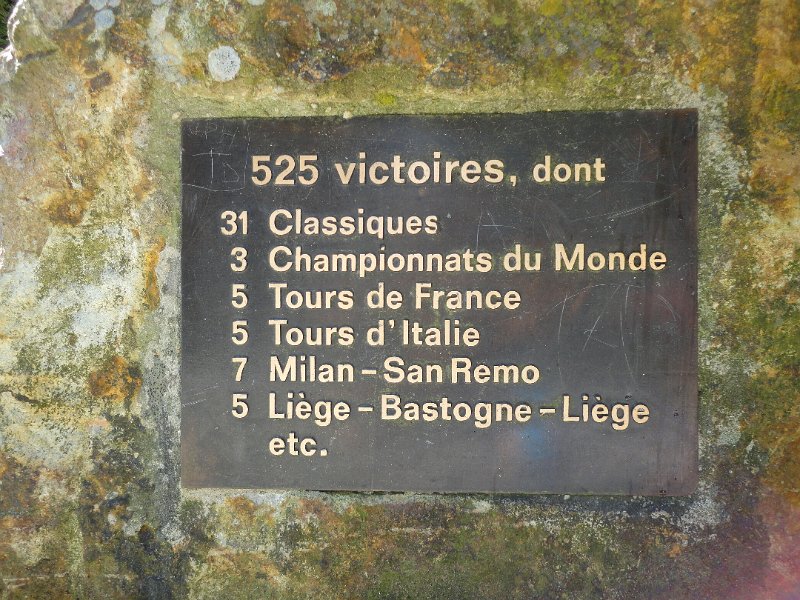 525 victoires, dont
31 Classiques
3 Championnats du Monde
5 Tours de France
5 Tours d'Italie
7 Milan - San Remo
5 Liège - Bastogne - Liège
etc.